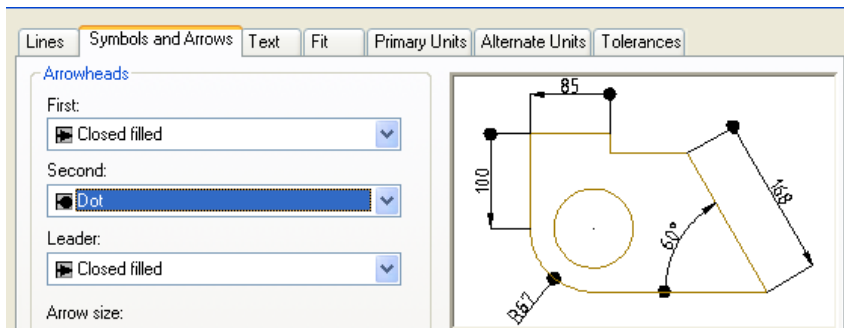 Lines Symbols and Arrows Text Fit Primary Units Alternate Units Tolerances
Arrowheads
First:
Closed filled
Second:
Dot
Leader:
Closed filled
Arrow size:
85
100
168
60°
R67